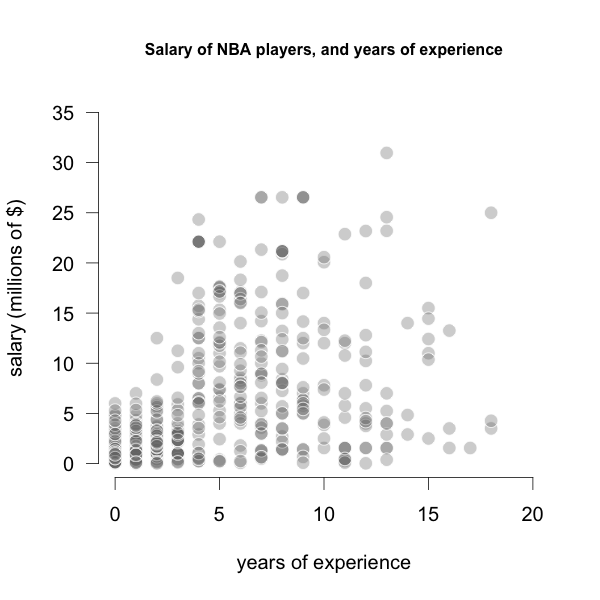 Salary of NBA players, and years of experience
35
30
25
20
15
10
5
0
salary (millions of $)
0 5 10 15 20
years of experience